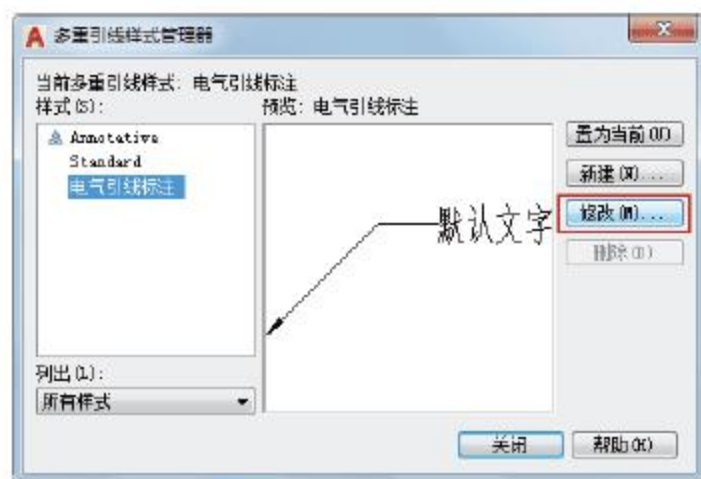 多重引线样式管理器
当前多重引线样式: 电气引线标注
样式(S):
预览: 电气引线标注
Annotative
Standard
电气引线标注
默认文字
置为当前(U)
新建(N)...
修改(M)...
删除(D)
列出(L):
所有样式
关闭
帮助(H)